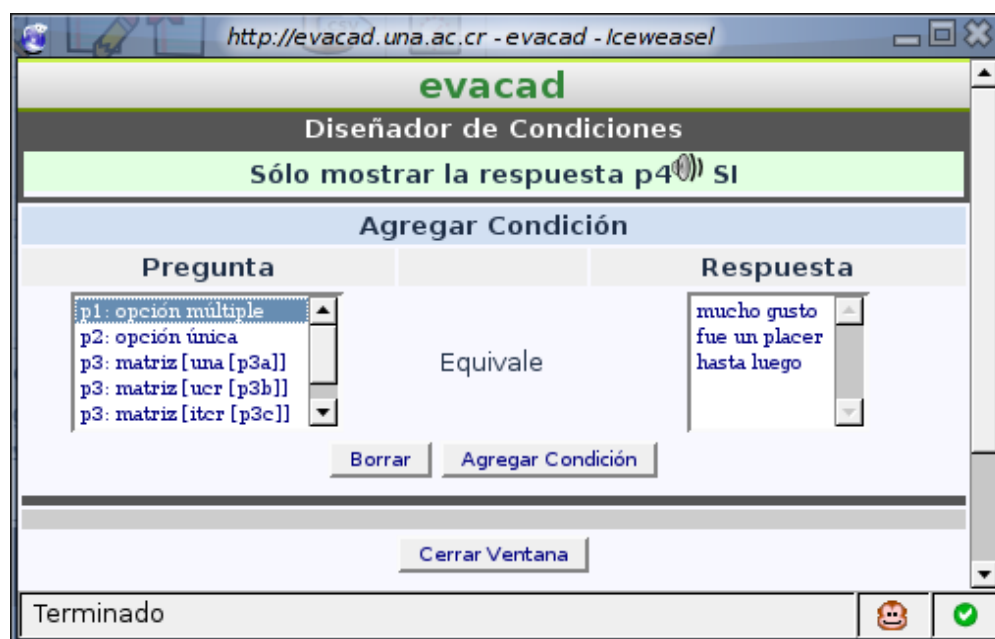 http://evacad.una.ac.cr - evacad - Iceweasel
evacad
Diseñador de Condiciones
Sólo mostrar la respuesta p4 SI
Agregar Condición
Pregunta Respuesta
p1: opción múltiple
p2: opción única
p3: matriz [una [p3a]]
p3: matriz [ucr [p3b]]
p3: matriz [itcr [p3c]]
Equivale
mucho gusto
fue un placer
hasta luego
Borrar Agregar Condición
Cerrar Ventana
Terminado